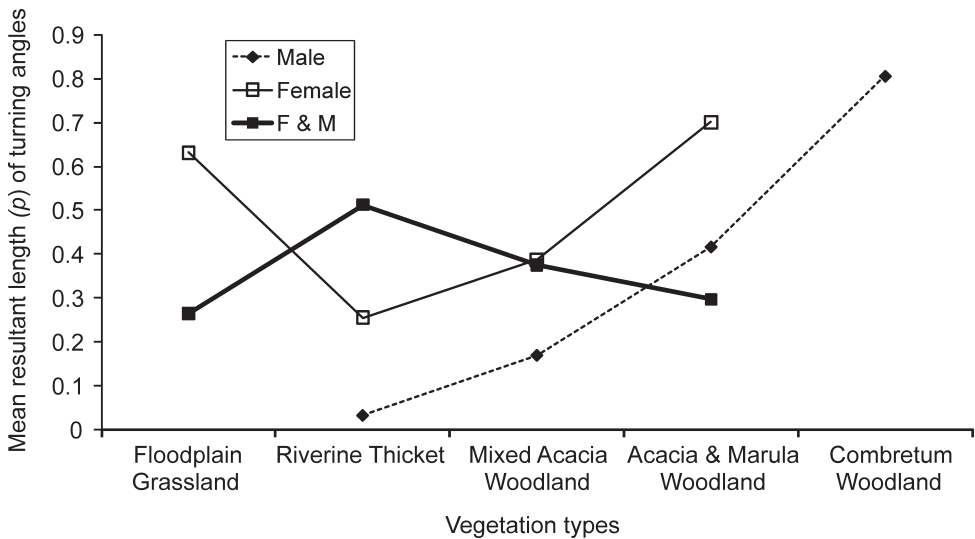 Mean resultant length (p) of turning angles
0.9
0.8
0.7
0.6
0.5
0.4
0.3
0.2
0.1
0
Male
Female
F & M
Floodplain
Grassland
Riverine Thicket
Mixed Acacia
Woodland
Acacia & Marula
Woodland
Combretum
Woodland
Vegetation types